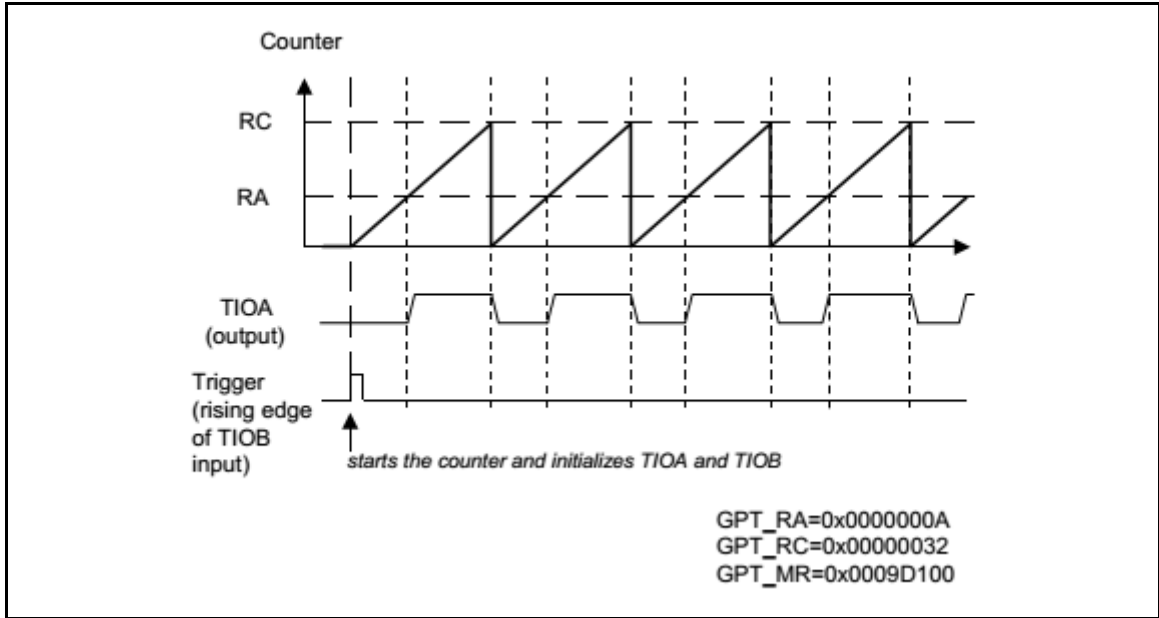 Counter
RC
RA
TIOA
(output)
Trigger
(rising edge
of TIOB
input)
starts the counter and initializes TIOA and TIOB
GPT_RA=0x0000000A
GPT_RC=0x00000032
GPT_MR=0x0009D100